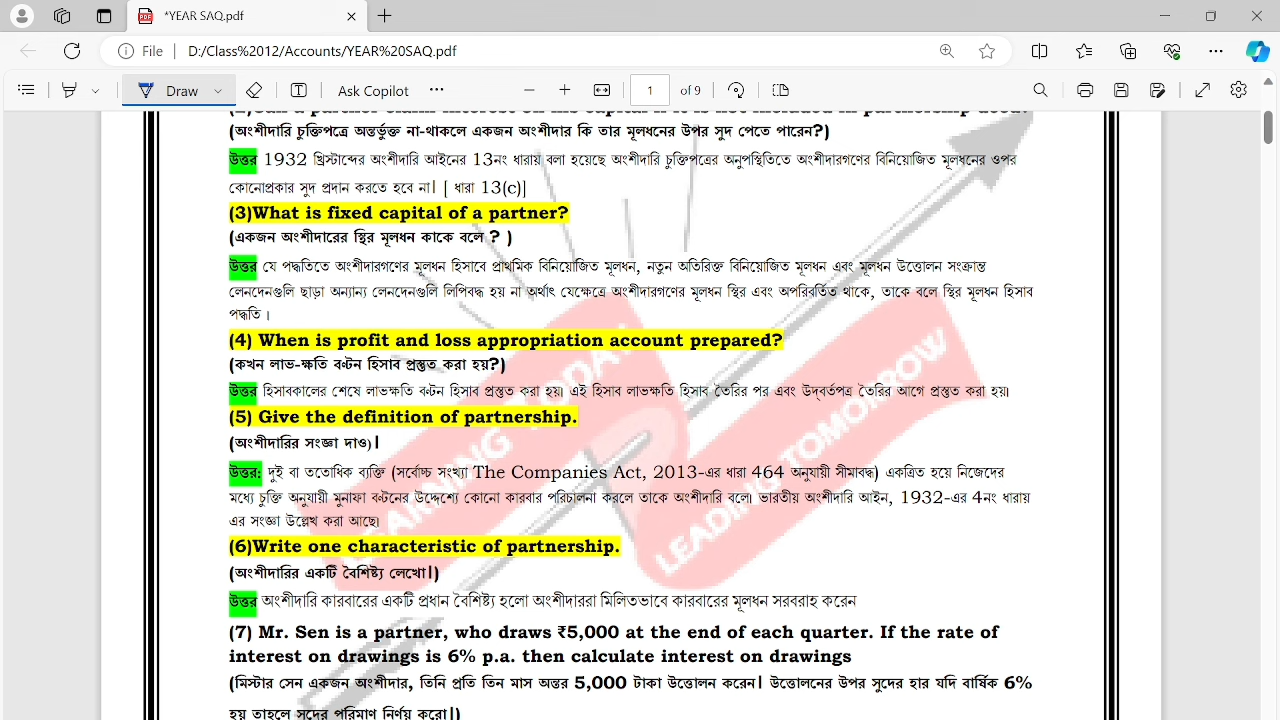 *YEAR SAQ.pdf
File
D:/Class%2012/Accounts/YEAR%20SAQ.pdf
Draw
Ask Copilot
1 of 9
(অংশীদারি চুক্তিপত্রে অন্তর্ভুক্ত না-থাকলে একজন অংশীদার কি তার মূলধনের উপর সুদ পেতে পারেন?)
উত্তর 1932 খ্রিস্টাব্দের অংশীদারি আইনের 13নং ধারায় বলা হয়েছে অংশীদারি চুক্তিপত্রের অনুপস্থিতিতে অংশীদারগণের বিনিয়োজিত মূলধনের ওপর
কোনোপ্রকার সুদ প্রদান করতে হবে না। [ ধারা 13(c)]
(3)What is fixed capital of a partner?
(একজন অংশীদারের স্থির মূলধন কাকে বলে ? )
উত্তর যে পদ্ধতিতে অংশীদারগণের মূলধন হিসাবে প্রাথমিক বিনিয়োজিত মূলধন, নতুন অতিরিক্ত বিনিয়োজিত মূলধন এবং মূলধন উত্তোলন সংক্রান্ত
লেনদেনগুলি ছাড়া অন্যান্য লেনদেনগুলি লিপিবদ্ধ হয় না অর্থাৎ যেক্ষেত্রে অংশীদারগণের মূলধন স্থির এবং অপরিবর্তিত থাকে, তাকে বলে স্থির মূলধন হিসাব
পদ্ধতি ।
(4) When is profit and loss appropriation account prepared?
(কখন লাভ-ক্ষতি বণ্টন হিসাব প্রস্তুত করা হয়?)
উত্তর হিসাবকালের শেষে লাভক্ষতি বণ্টন হিসাব প্রস্তুত করা হয়। এই হিসাব লাভক্ষতি হিসাব তৈরির পর এবং উদ্‌বর্তপত্র তৈরির আগে প্রস্তুত করা হয়।
(5) Give the definition of partnership.
(অংশীদারির সংজ্ঞা দাও)।
উত্তর: দুই বা ততোধিক ব্যক্তি (সর্বোচ্চ সংখ্যা The Companies Act, 2013-এর ধারা 464 অনুযায়ী সীমাবদ্ধ) একত্রিত হয়ে নিজেদের
মধ্যে চুক্তি অনুযায়ী মুনাফা বণ্টনের উদ্দেশ্যে কোনো কারবার পরিচালনা করলে তাকে অংশীদারি বলে। ভারতীয় অংশীদারি আইন, 1932-এর 4নং ধারায়
এর সংজ্ঞা উল্লেখ করা আছে।
(6)Write one characteristic of partnership.
(অংশীদারির একটি বৈশিষ্ট্য লেখো।)
উত্তর অংশীদারি কারবারের একটি প্রধান বৈশিষ্ট্য হলো অংশীদাররা মিলিতভাবে কারবারের মূলধন সরবরাহ করেন
(7) Mr. Sen is a partner, who draws ₹5,000 at the end of each quarter. If the rate of
interest on drawings is 6% p.a. then calculate interest on drawings
(মিস্টার সেন একজন অংশীদার, তিনি প্রতি তিন মাস অন্তর 5,000 টাকা উত্তোলন করেন। উত্তোলনের উপর সুদের হার যদি বার্ষিক 6%
হয় তাহলে সুদের পরিমাণ নির্ণয় করো।)
LEARNING TODAY
LEADING TOMORROW